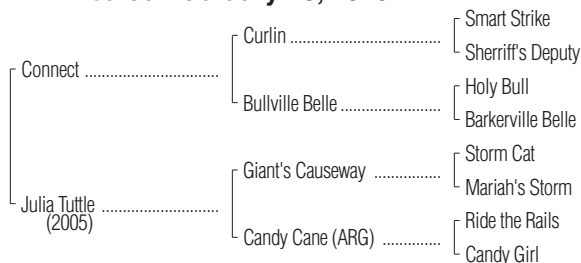 Curlin ................................ Smart Strike
Sherriff's Deputy
Connect ............................
Bullville Belle ..................... Holy Bull
Barkerville Belle
Giant's Causeway ................ Storm Cat
Mariah's Storm
Julia Tuttle ........................
(2005)
Candy Cane (ARG) ............. Ride the Rails
Candy Girl